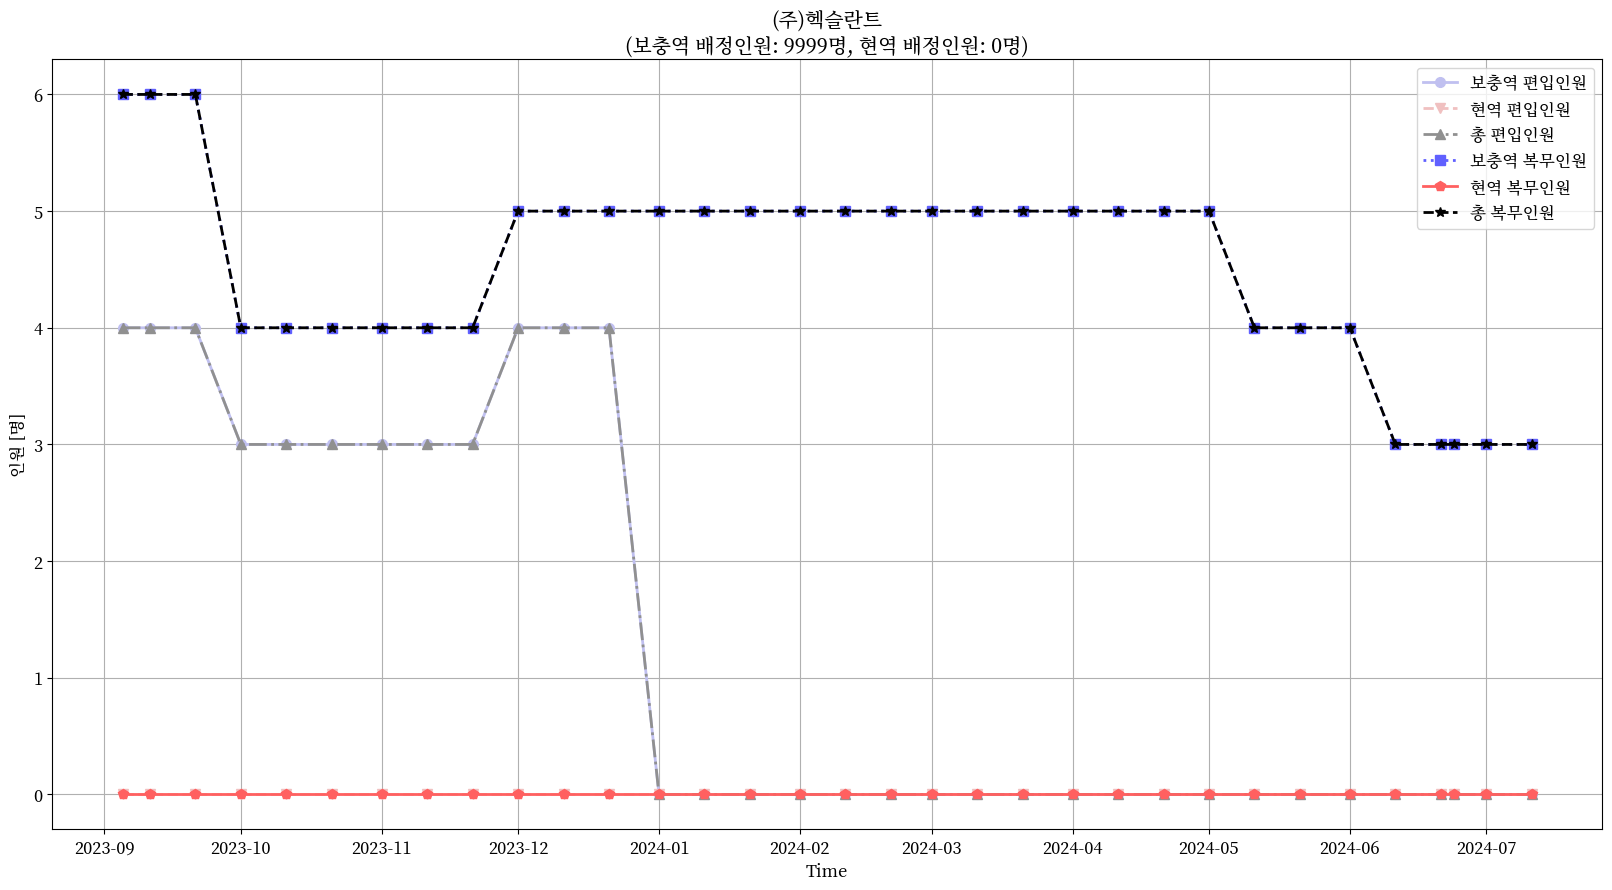 (주)헥슬란트
(보충역 배정인원: 9999명, 현역 배정인원: 0명)
보충역 편입인원
현역 편입인원
총 편입인원
보충역 복무인원
현역 복무인원
총 복무인원
인원 [명]
6
5
4
3
2
1
0
2023-09 2023-10 2023-11 2023-12 2024-01 2024-02 2024-03 2024-04 2024-05 2024-06 2024-07
Time